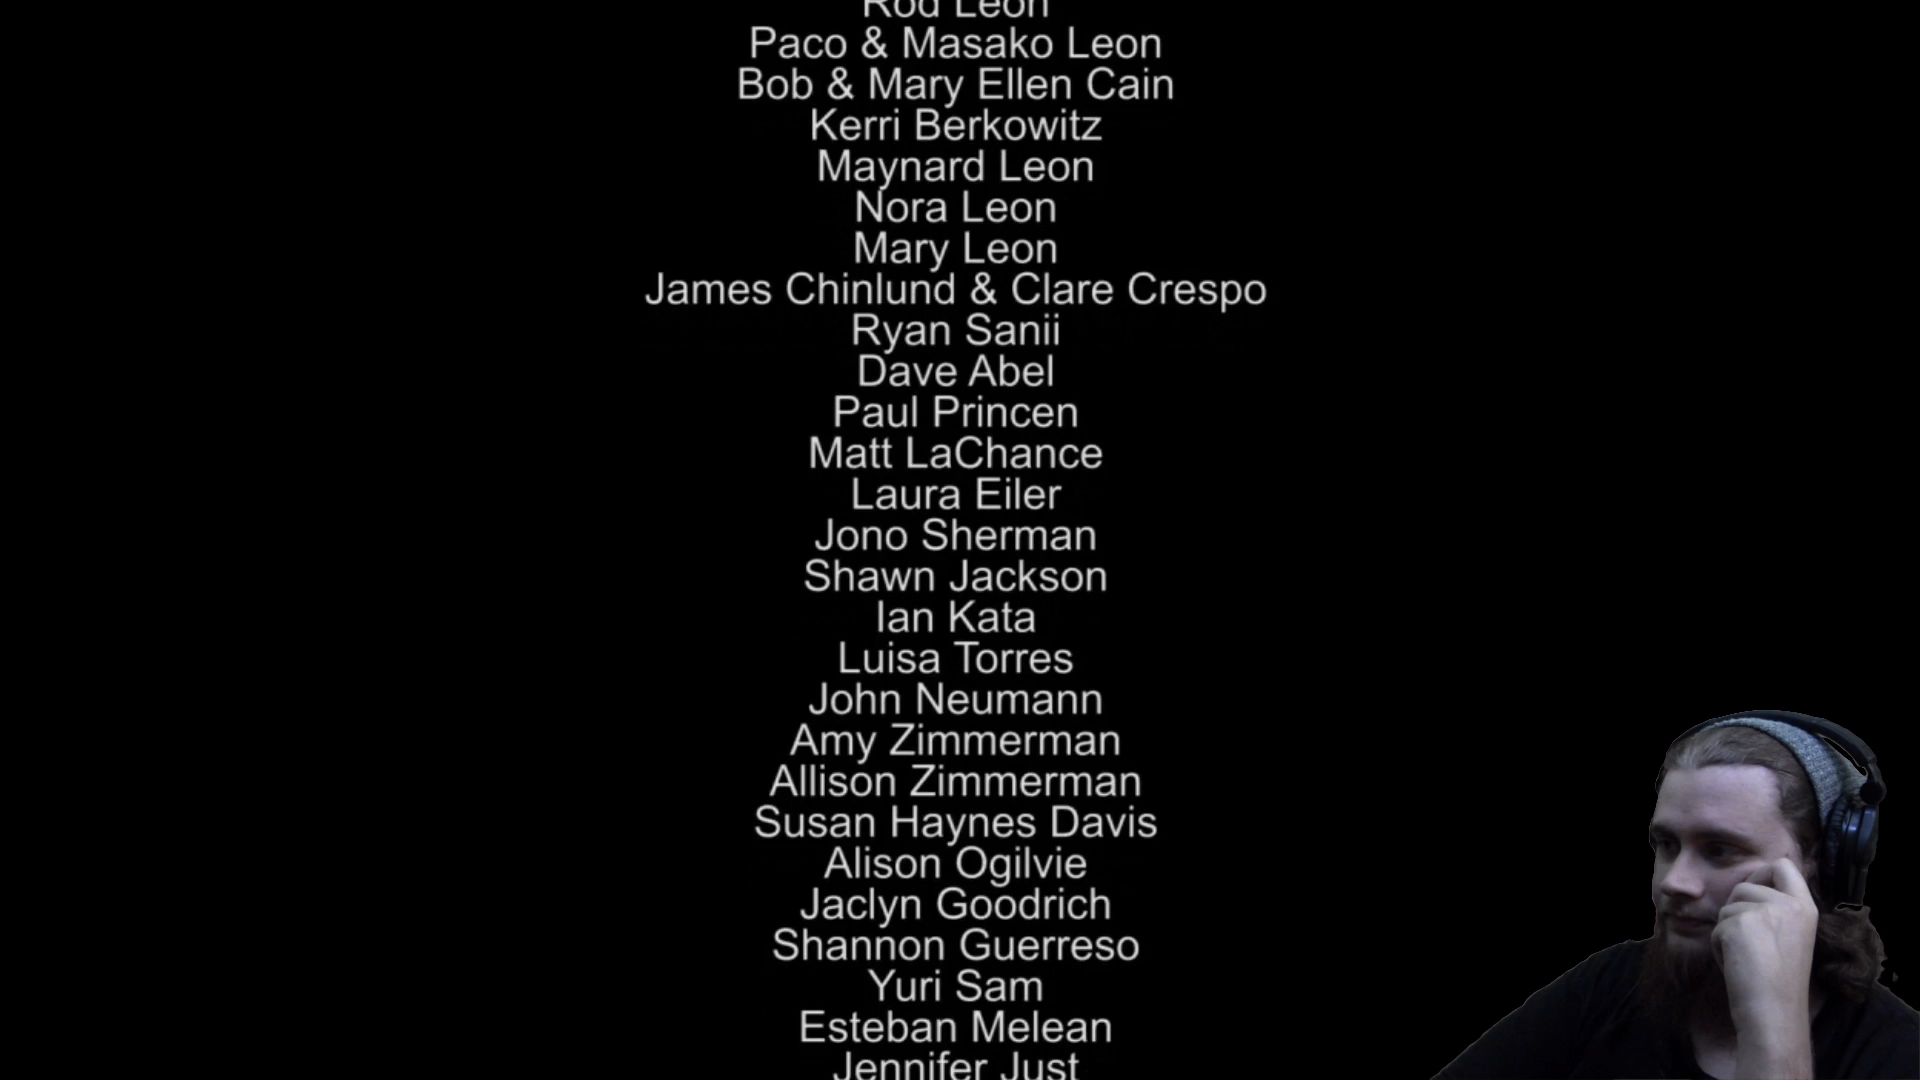 Rod Leon
Paco & Masako Leon
Bob & Mary Ellen Cain
Kerri Berkowitz
Maynard Leon
Nora Leon
Mary Leon
James Chinlund & Clare Crespo
Ryan Sanii
Dave Abel
Paul Princen
Matt LaChance
Laura Eiler
Jono Sherman
Shawn Jackson
Ian Kata
Luisa Torres
John Neumann
Amy Zimmerman
Allison Zimmerman
Susan Haynes Davis
Alison Ogilvie
Jaclyn Goodrich
Shannon Guerreso
Yuri Sam
Esteban Melean
Jennifer Just